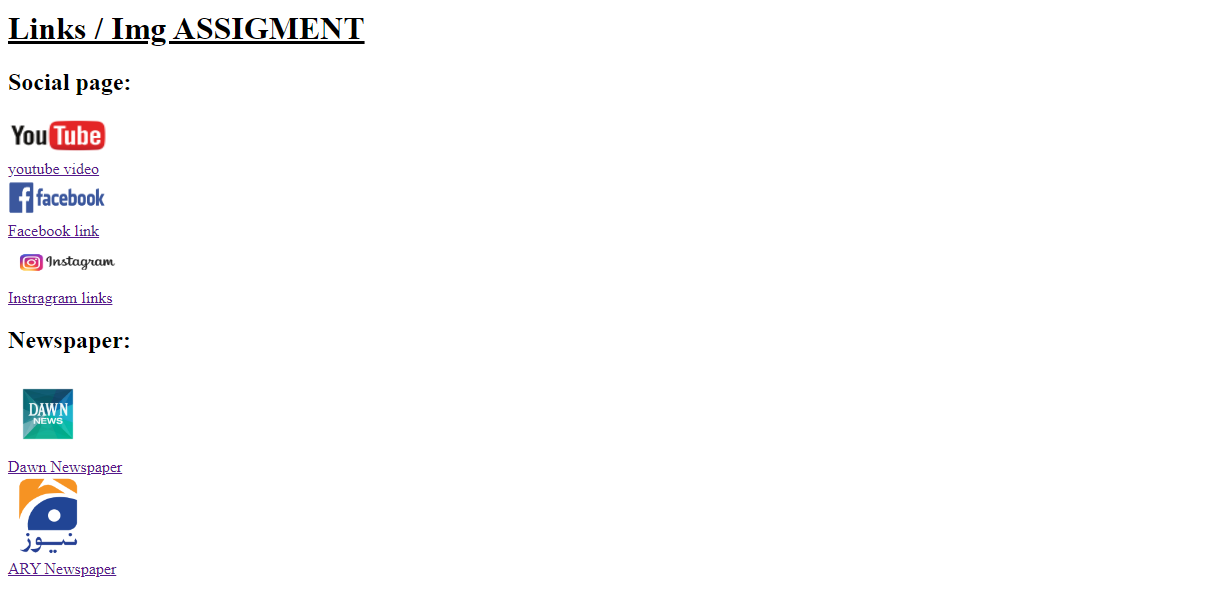 Links / Img ASSIGMENT
Social page:
YouTube
youtube video
facebook
Facebook link
Instagram
Instragram links
Newspaper:
DAWN
NEWS
Dawn Newspaper
نیوز
ARY Newspaper